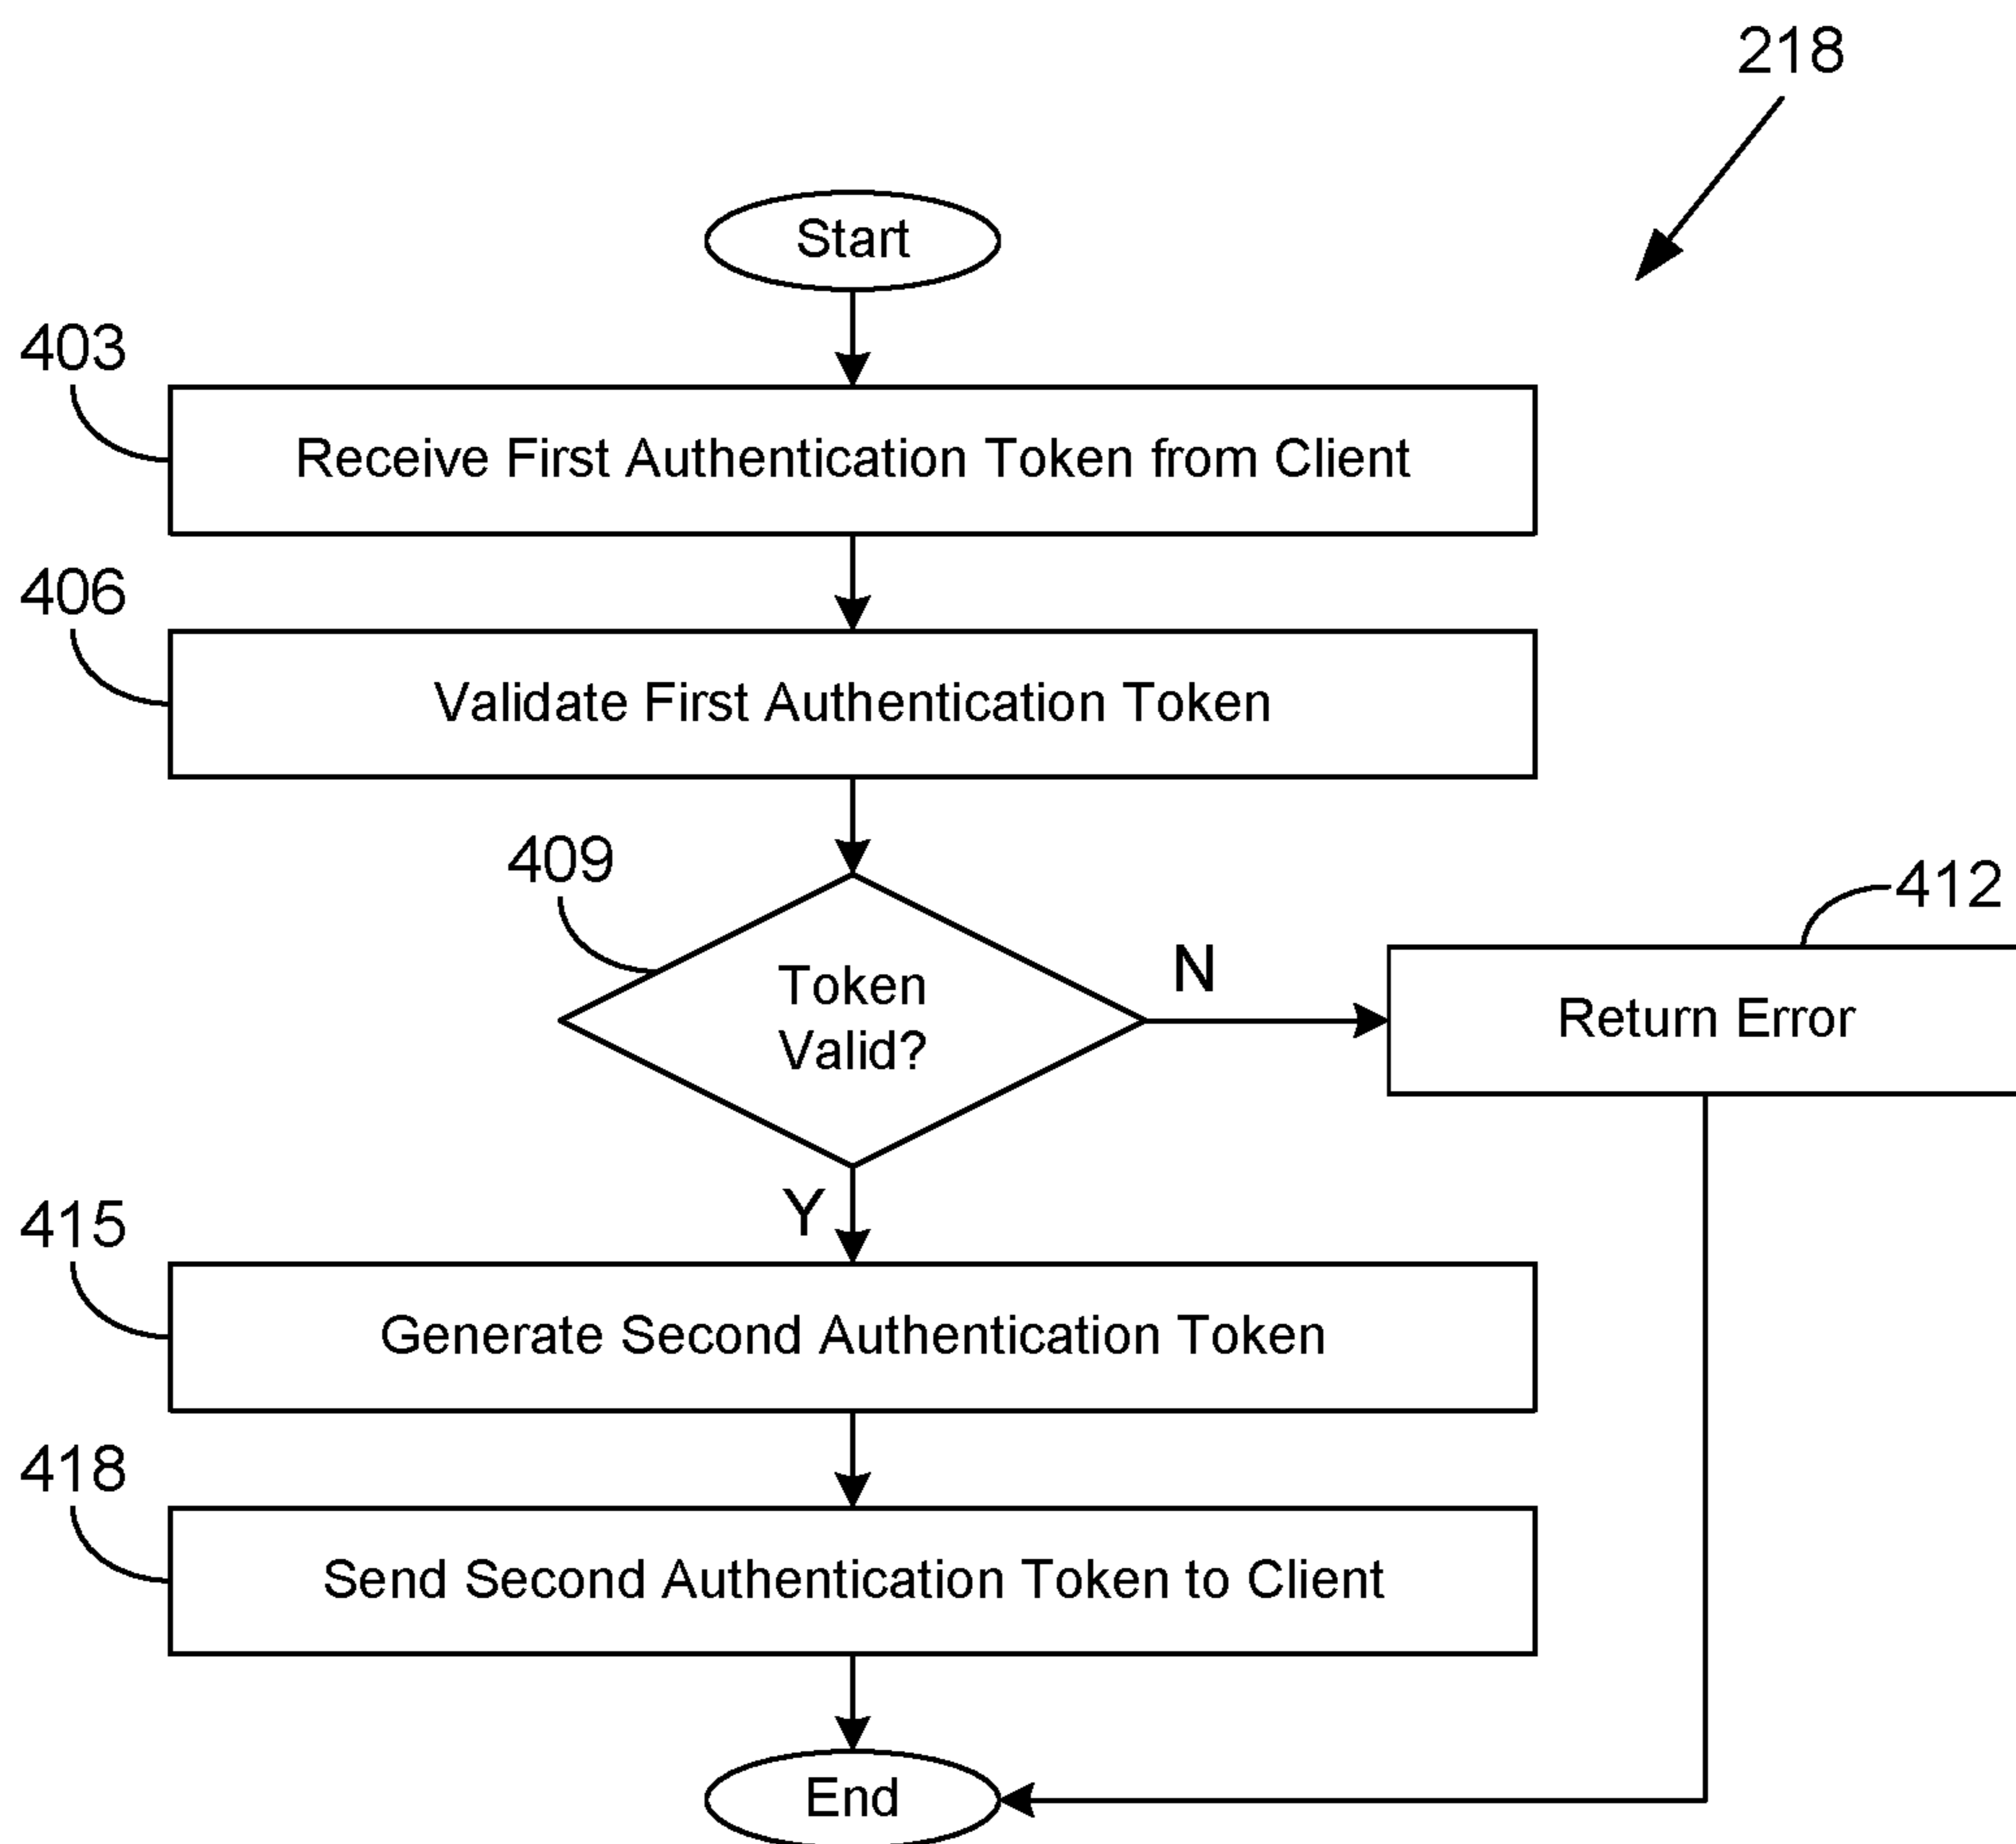 218
Start
403
Receive First Authentication Token from Client
406
Validate First Authentication Token
409
Token
Valid?
N
412
Return Error
Y
415
Generate Second Authentication Token
418
Send Second Authentication Token to Client
End